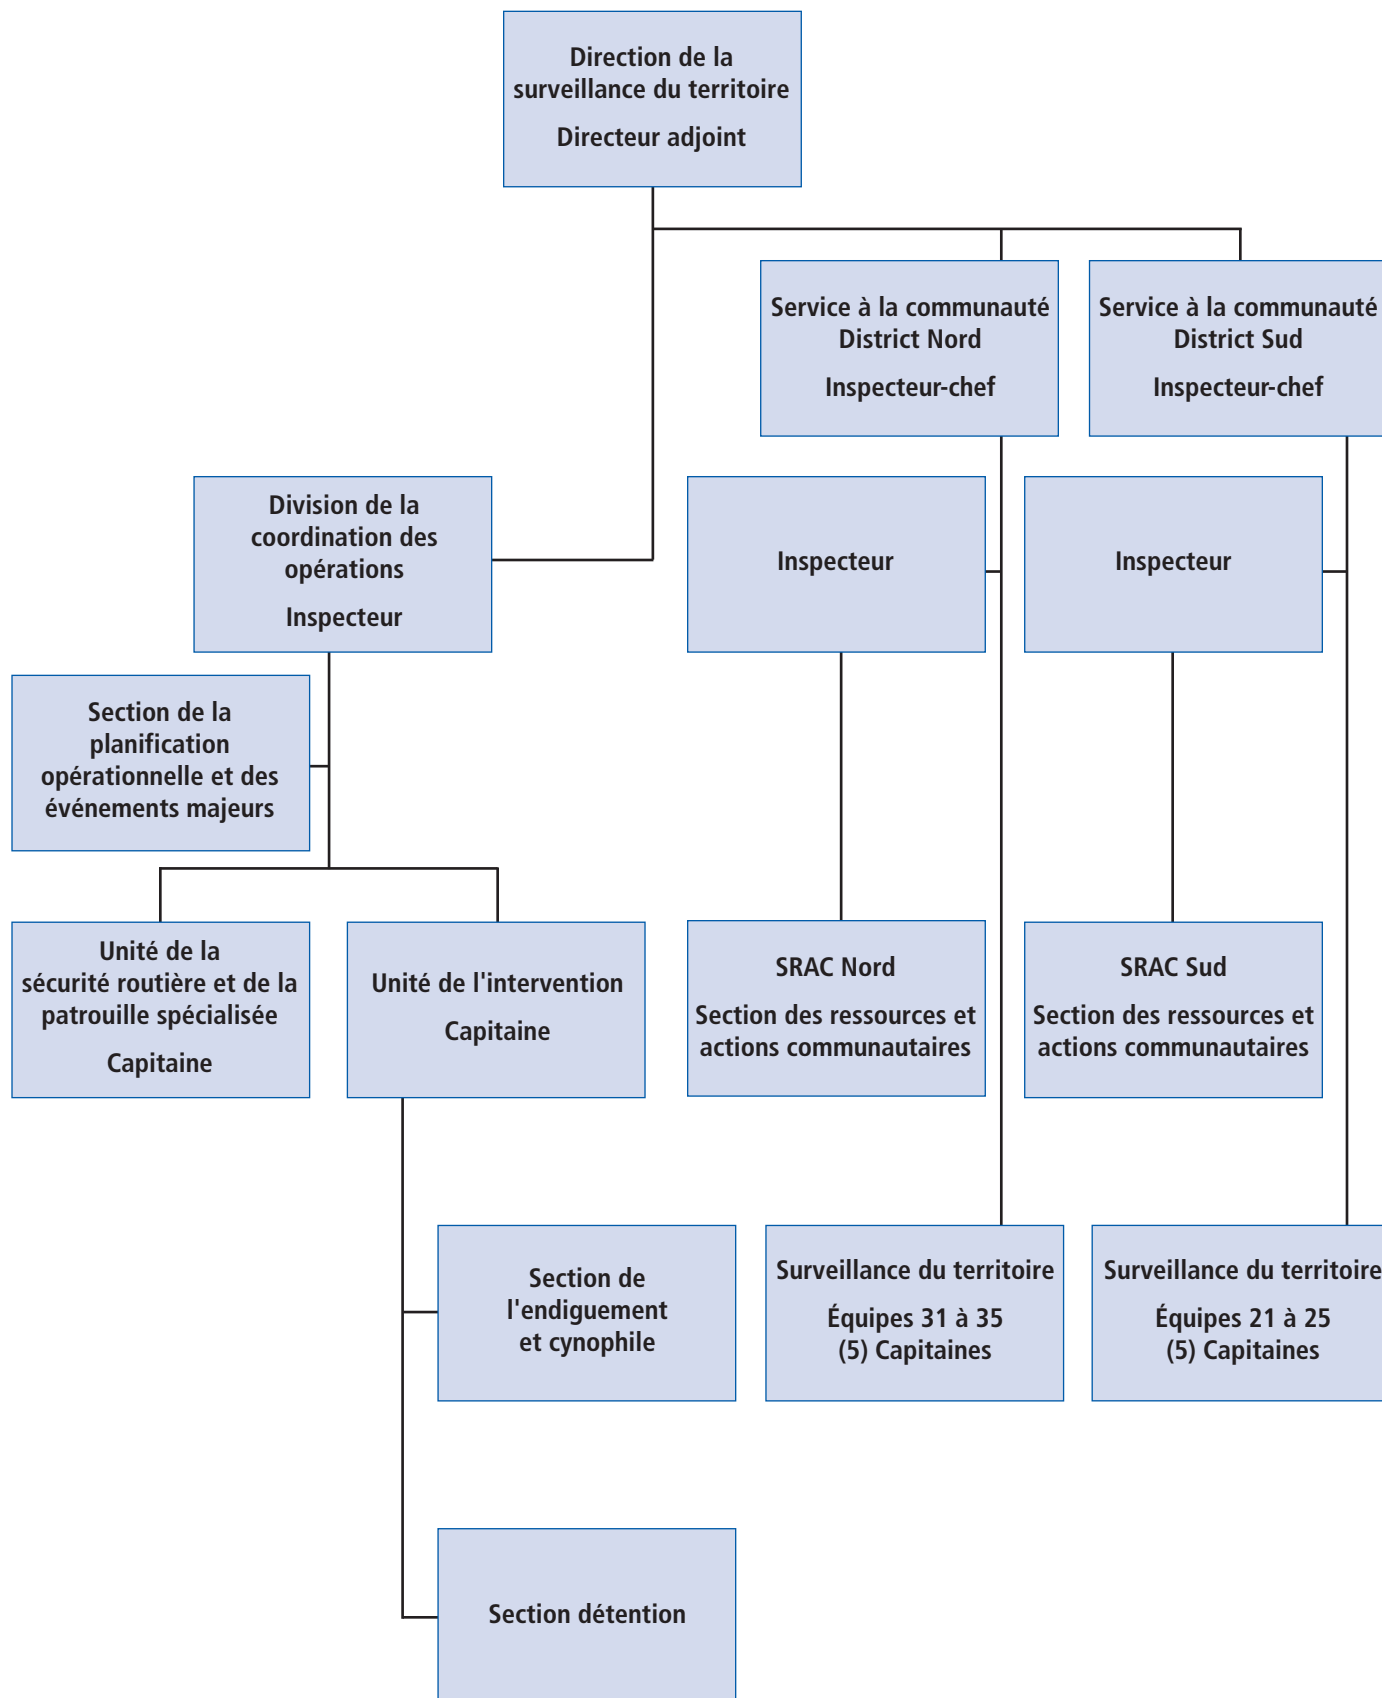 Direction de la
surveillance du territoire
Directeur adjoint
Service à la communauté
District Nord
Inspecteur-chef
Service à la communauté
District Sud
Inspecteur-chef
Division de la
coordination des
opérations
Inspecteur
Inspecteur
Inspecteur
Section de la
planification
opérationnelle et des
événements majeurs
Unité de la
sécurité routière et de la
patrouille spécialisée
Capitaine
Unité de l'intervention
Capitaine
SRAC Nord
Section des ressources et
actions communautaires
SRAC Sud
Section des ressources et
actions communautaires
Section de
l'endiguement
et cynophile
Surveillance du territoire
Équipes 31 à 35
(5) Capitaines
Surveillance du territoire
Équipes 21 à 25
(5) Capitaines
Section détention